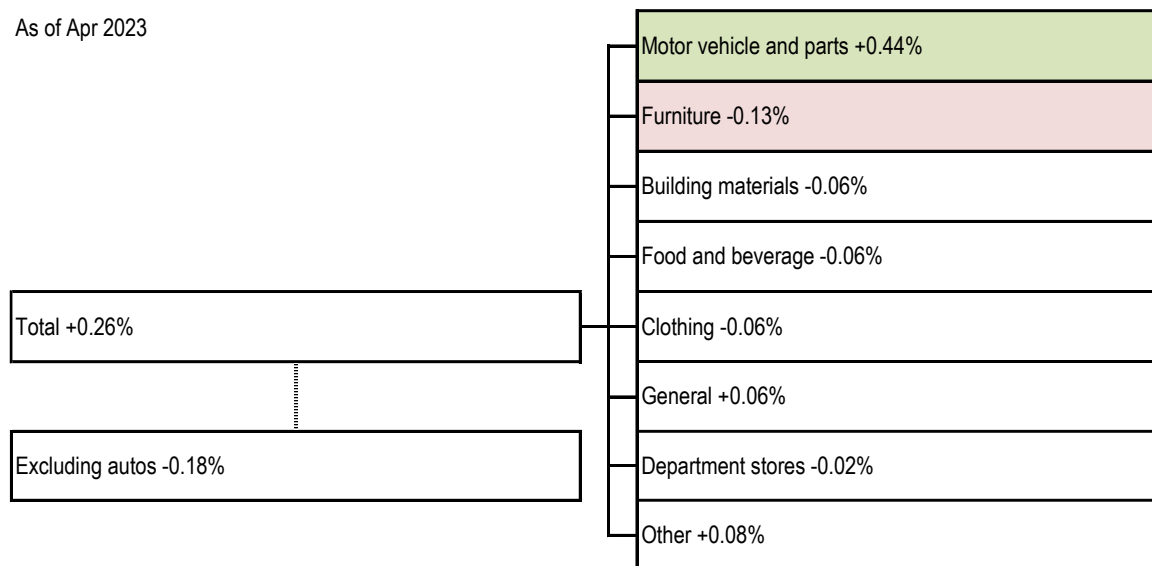 As of Apr 2023
Motor vehicle and parts +0.44%
Furniture -0.13%
Building materials -0.06%
Food and beverage -0.06%
Total +0.26%
Clothing -0.06%
General +0.06%
Excluding autos -0.18%
Department stores -0.02%
Other +0.08%